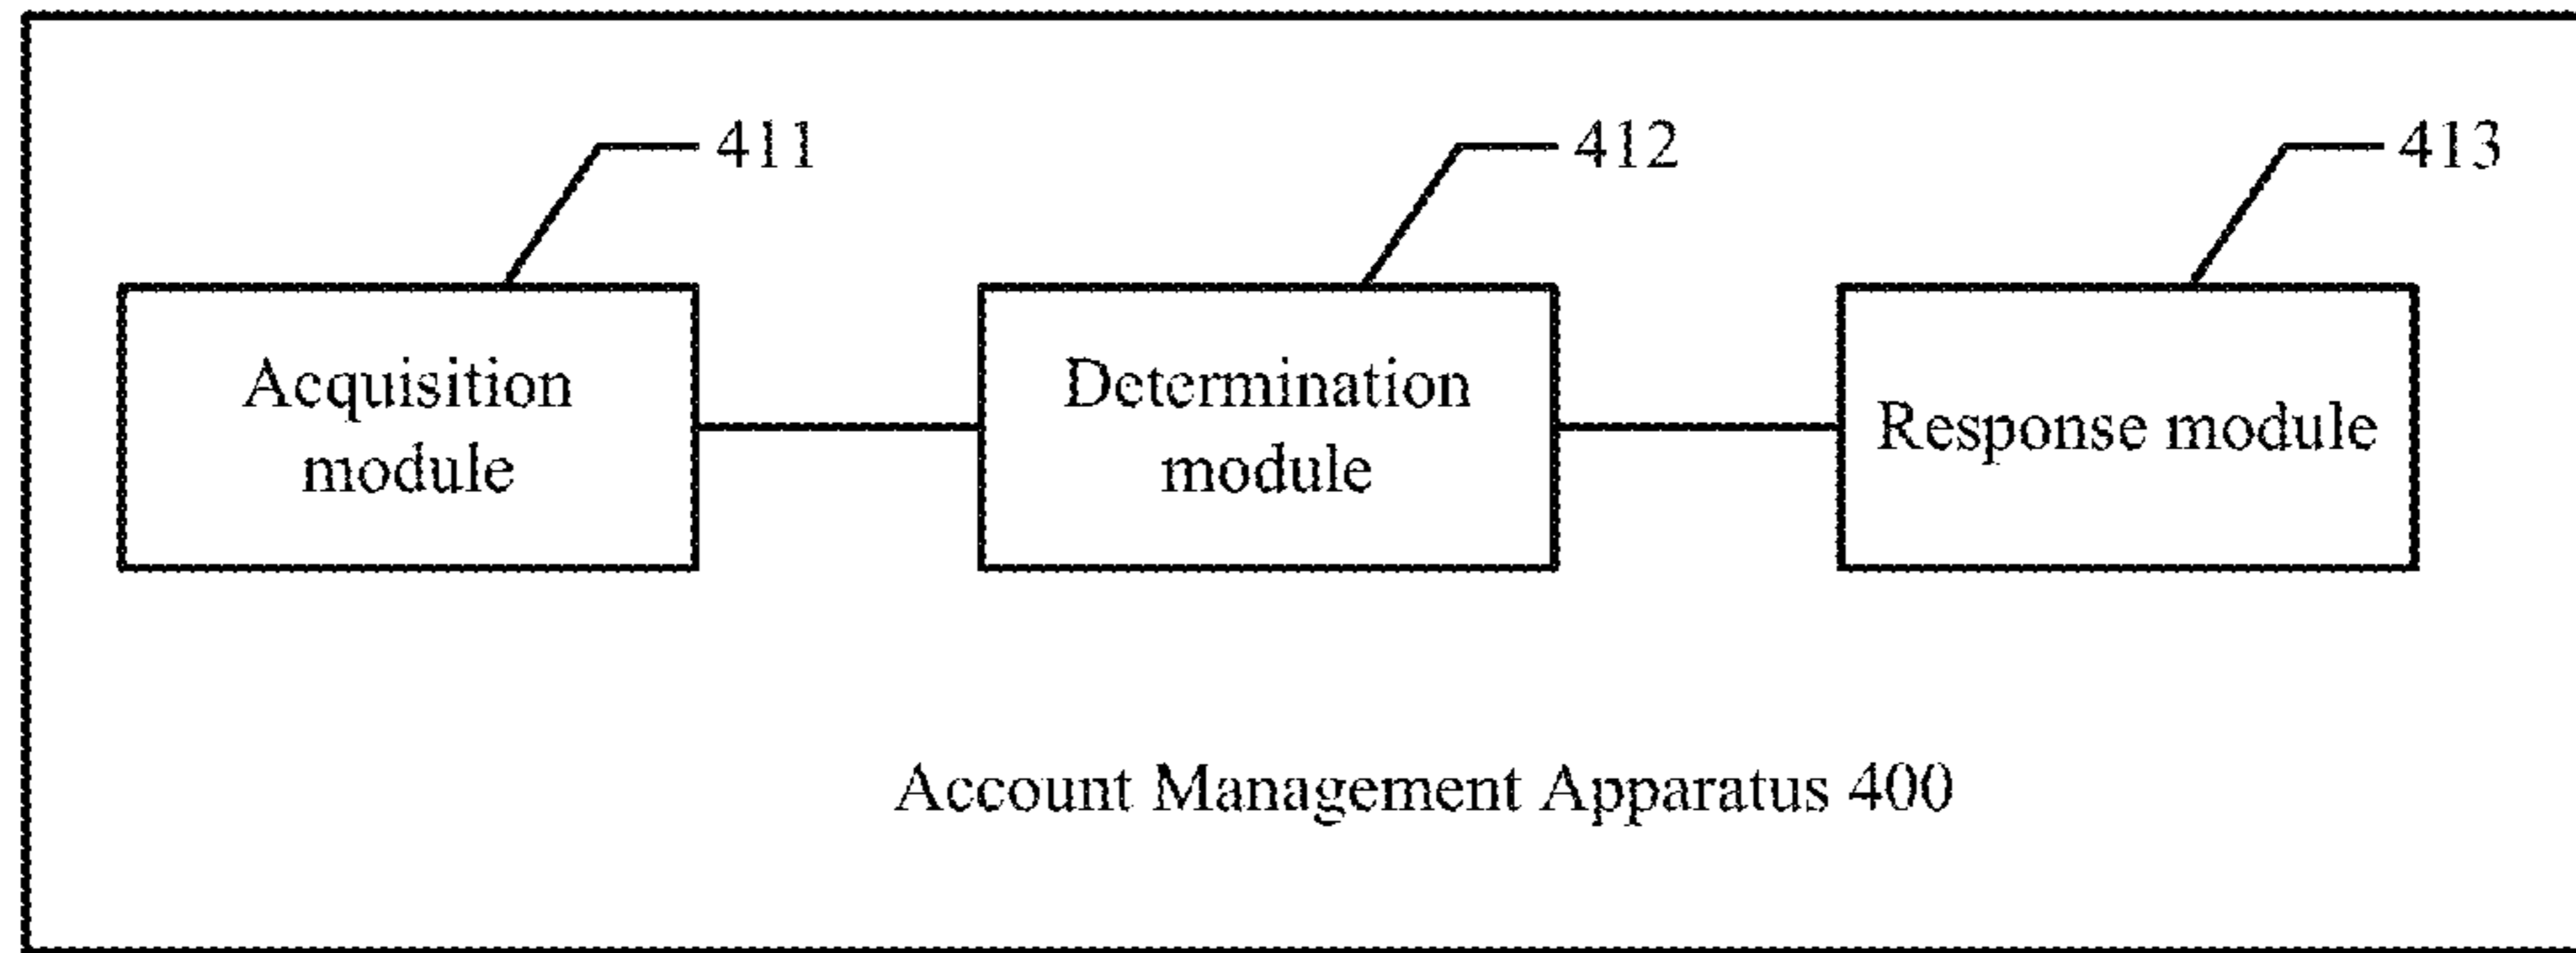 411
412
413
Acquisition
module
Determination
module
Response module
Account Management Apparatus 400